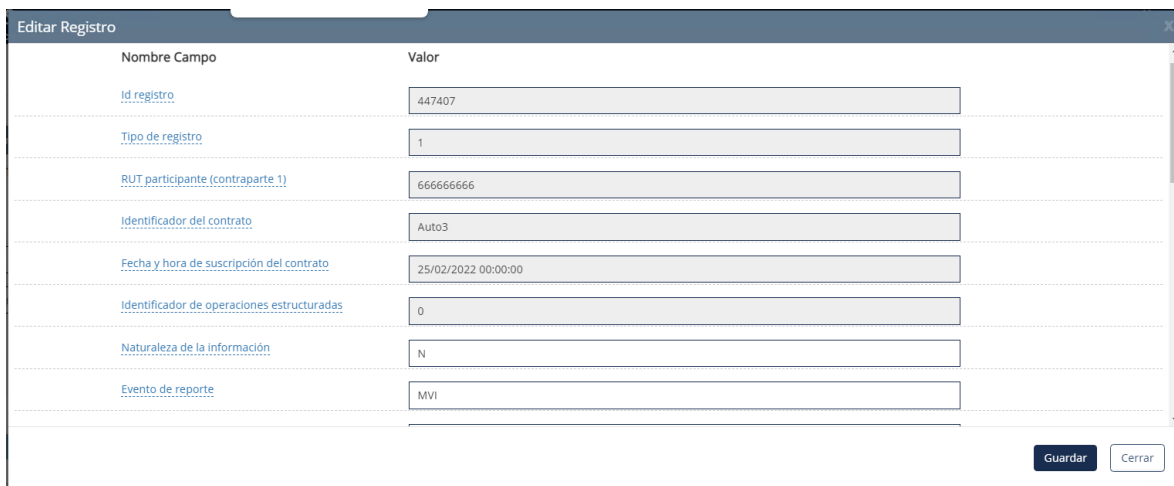 Editar Registro
x
Nombre Campo Valor
Id registro 447407
Tipo de registro 1
RUT participante (contraparte 1) 666666666
Identificador del contrato Auto3
Fecha y hora de suscripción del contrato 25/02/2022 00:00:00
Identificador de operaciones estructuradas 0
Naturaleza de la información N
Evento de reporte MVI
Guardar Cerrar